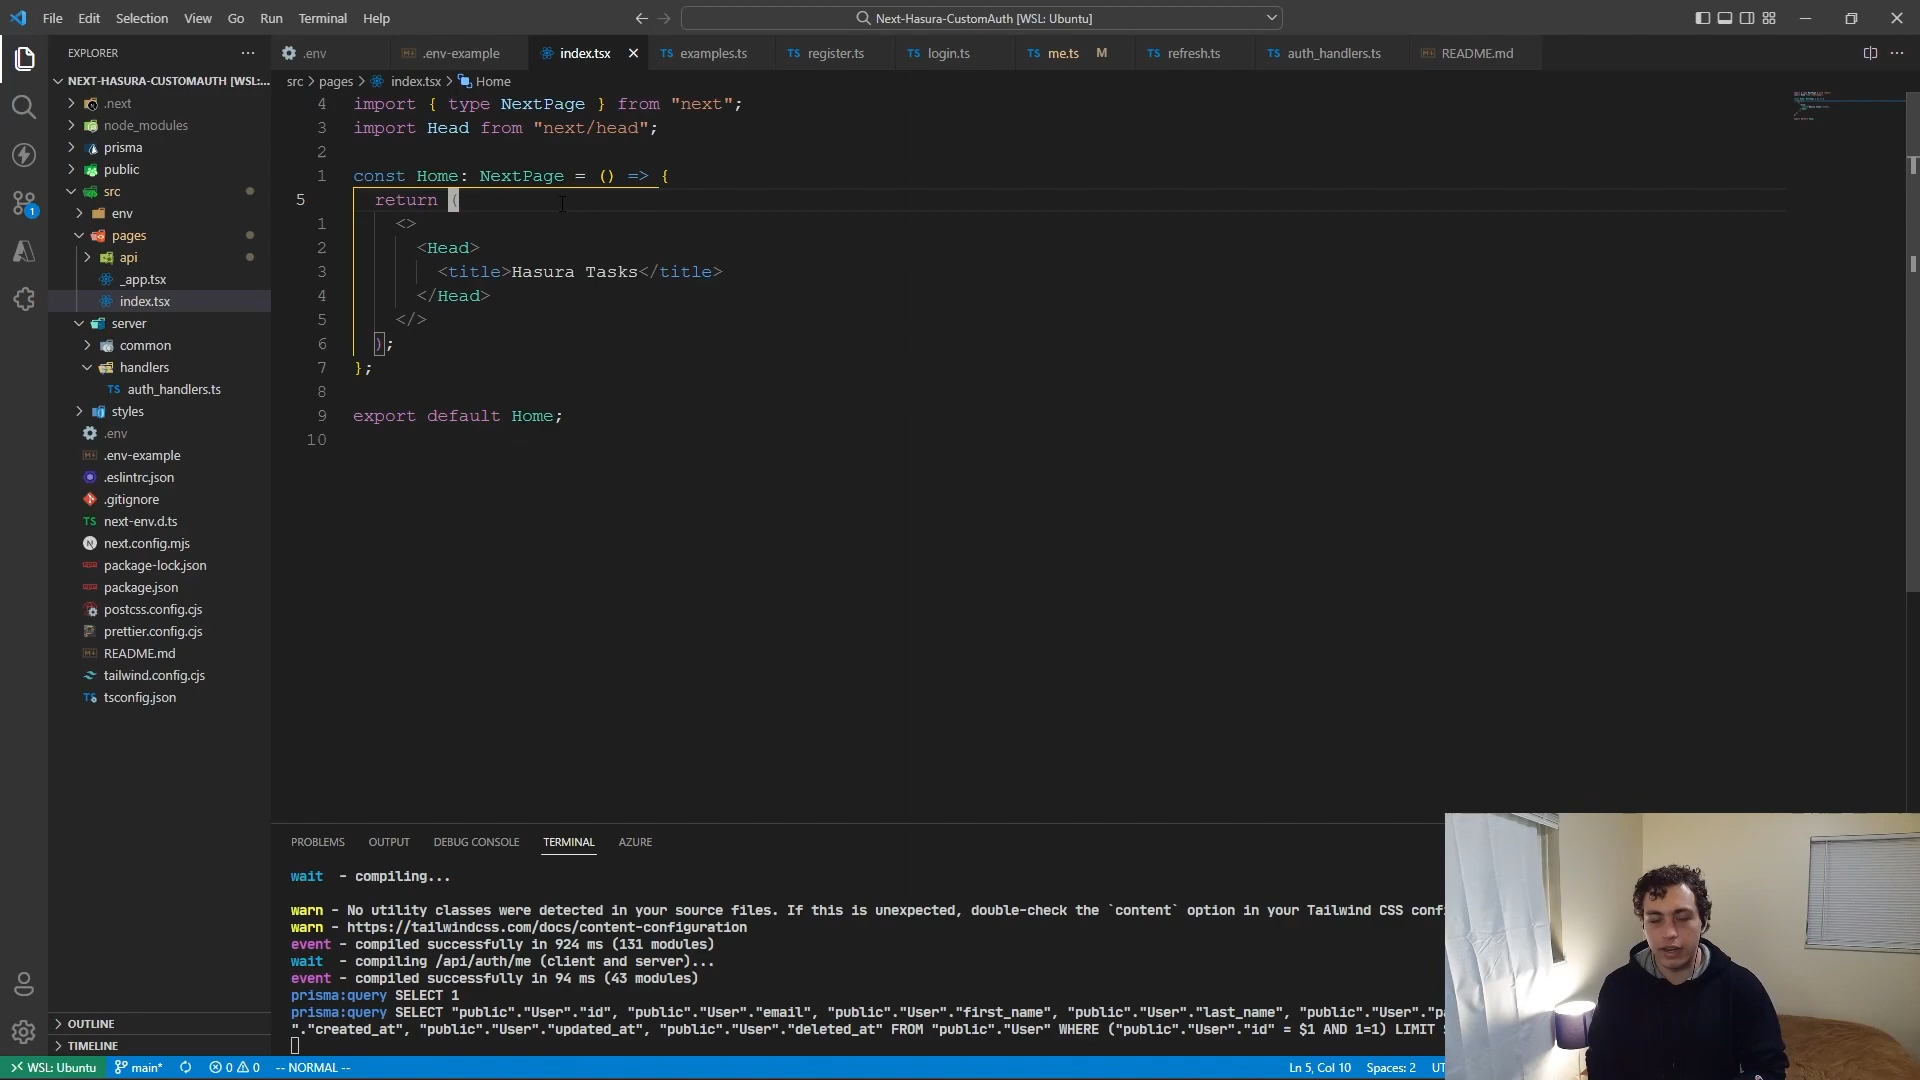 File Edit Selection View Go Run Terminal Help
Next-Hasura-CustomAuth [WSL: Ubuntu]
EXPLORER
NEXT-HASURA-CUSTOMAUTH [WSL:...
.next
node_modules
prisma
public
src
env
pages
api
_app.tsx
index.tsx
server
common
handlers
TS auth_handlers.ts
styles
.env
.env-example
.eslintrc.json
.gitignore
TS next-env.d.ts
next.config.mjs
package-lock.json
package.json
postcss.config.cjs
prettier.config.cjs
README.md
tailwind.config.cjs
tsconfig.json
OUTLINE
TIMELINE
.env .env-example index.tsx TS examples.ts TS register.ts TS login.ts TS me.ts M TS refresh.ts TS auth_handlers.ts README.md
src > pages > index.tsx > Home
4 import { type NextPage } from "next";
3 import Head from "next/head";
2
1 const Home: NextPage = () => {
5 return (
1 <>
2 <Head>
3 <title>Hasura Tasks</title>
4 </Head>
5 </>
6 );
7 };
8
9 export default Home;
10
PROBLEMS OUTPUT DEBUG CONSOLE TERMINAL AZURE
wait - compiling...
warn - No utility classes were detected in your source files. If this is unexpected, double-check the `content` option in your Tailwind CSS conf
warn - https://tailwindcss.com/docs/content-configuration
event - compiled successfully in 924 ms (131 modules)
wait - compiling /api/auth/me (client and server)...
event - compiled successfully in 94 ms (43 modules)
prisma:query SELECT 1
prisma:query SELECT "public"."User"."id", "public"."User"."email", "public"."User"."first_name", "public"."User"."last_name", "public"."User"."p
"."created_at", "public"."User"."updated_at", "public"."User"."deleted_at" FROM "public"."User" WHERE ("public"."User"."id" = $1 AND 1=1) LIMIT
WSL: Ubuntu main* 0 0 -- NORMAL -- Ln 5, Col 10 Spaces: 2 UT